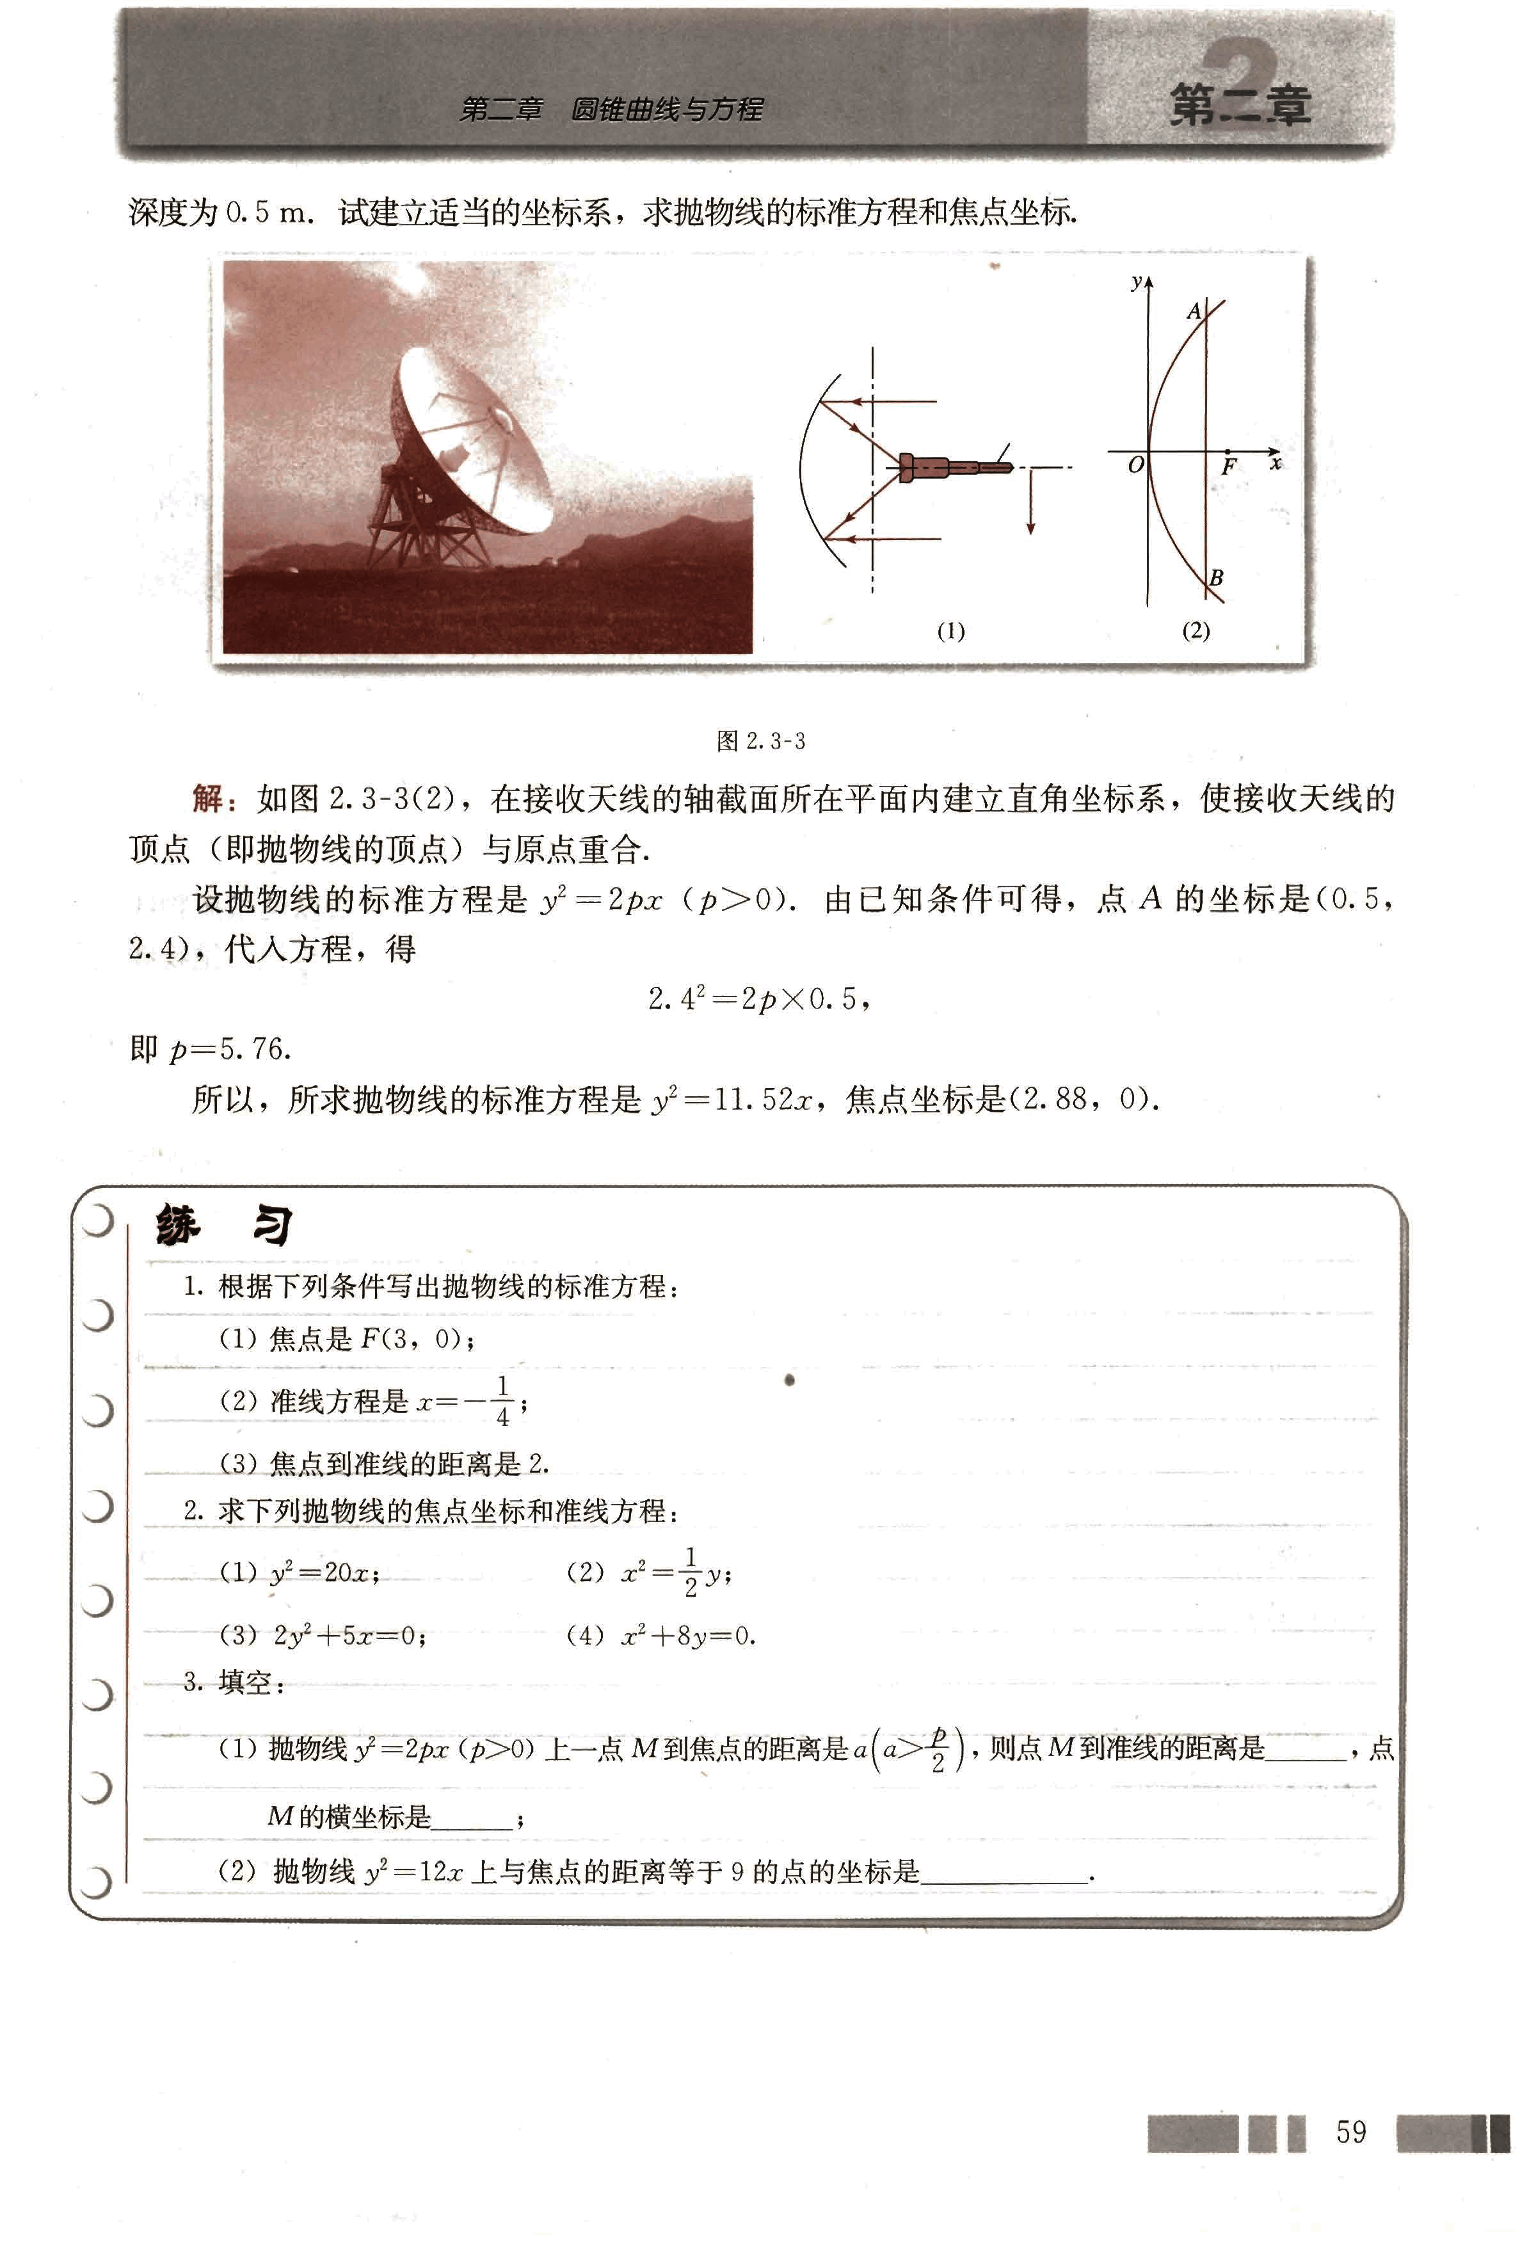 第二章 圆锥曲线与方程
第二章
2
深度为0.5 m. 试建立适当的坐标系，求抛物线的标准方程和焦点坐标.
y
A
O
F
x
B
(1)
(2)
图 2.3-3
解：如图 2.3-3(2)，在接收天线的轴截面所在平面内建立直角坐标系，使接收天线的
顶点（即抛物线的顶点）与原点重合.
设抛物线的标准方程是 y²=2px（p>0). 由已知条件可得，点 A 的坐标是(0.5,
2.4)，代入方程，得
2.4²=2p×0.5，
即 p=5.76.
所以，所求抛物线的标准方程是 y²=11.52x，焦点坐标是(2.88，0).
练 习
1. 根据下列条件写出抛物线的标准方程：
(1) 焦点是 F(3，0)；
(2) 准线方程是 x=-1/4；
(3) 焦点到准线的距离是 2.
2. 求下列抛物线的焦点坐标和准线方程：
(1) y²=20x; (2) x²=1/2y;
(3) 2y²+5x=0; (4) x²+8y=0.
3. 填空：
(1) 抛物线 y²=2px (p>0) 上一点 M 到焦点的距离是 a(a>p/2)，则点 M 到准线的距离是______，点
M 的横坐标是______；
(2) 抛物线 y²=12x 上与焦点的距离等于 9 的点的坐标是____________.
59